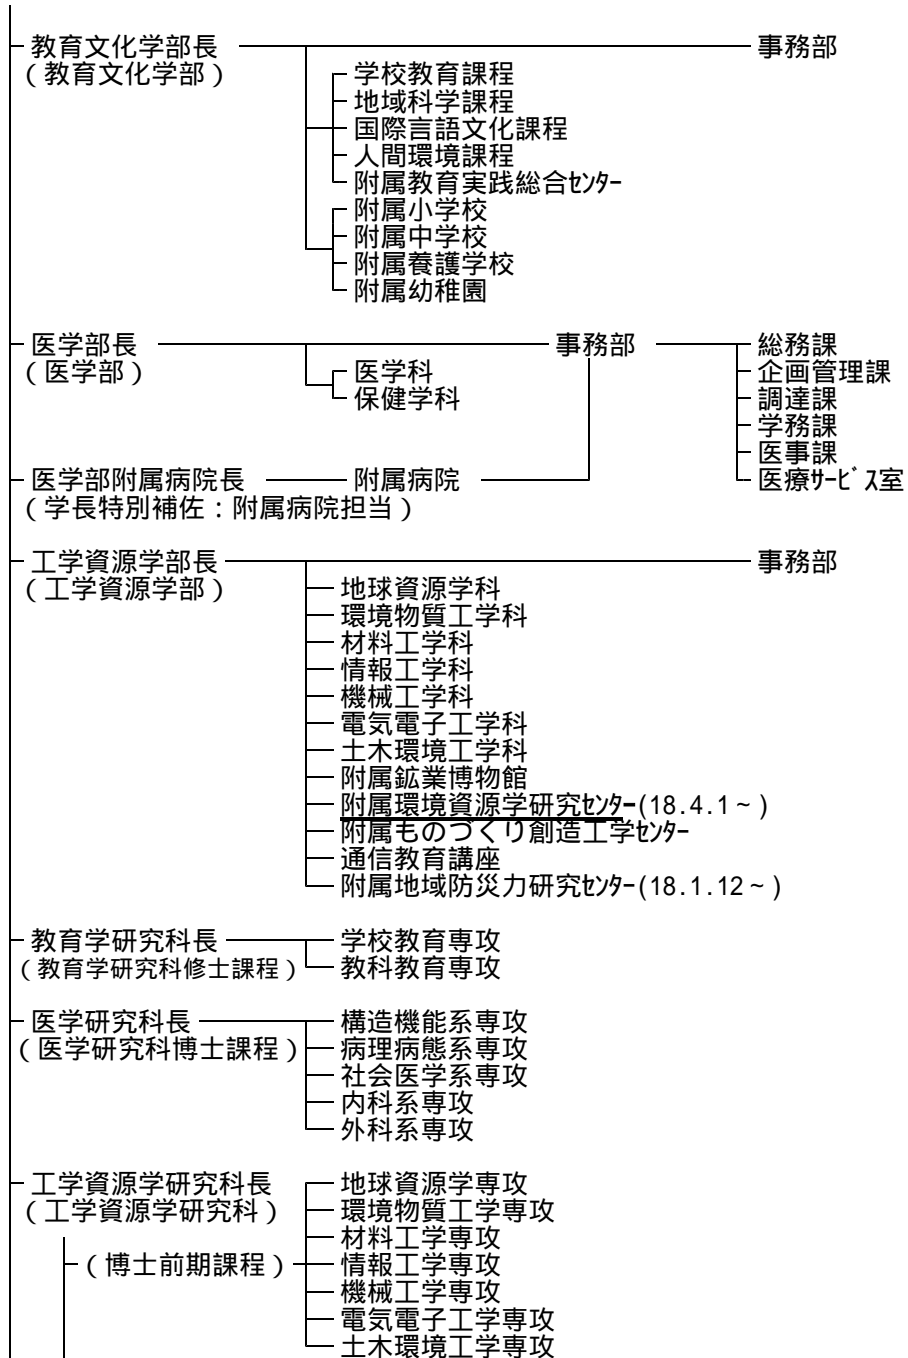 教育文化学部長 事務部
(教育文化学部)
学校教育課程
地域科学課程
国際言語文化課程
人間環境課程
附属教育実践総合ｾﾝﾀｰ
附属小学校
附属中学校
附属養護学校
附属幼稚園
医学部長 事務部 総務課
(医学部) 医学科 企画管理課
保健学科 調達課
学務課
医事課
医学部附属病院長 附属病院 医療ｻｰﾋﾞｽ室
(学長特別補佐：附属病院担当)
工学資源学部長 事務部
(工学資源学部) 地球資源学科
環境物質工学科
材料工学科
情報工学科
機械工学科
電気電子工学科
土木環境工学科
附属鉱業博物館
附属環境資源学研究ｾﾝﾀｰ(18.4.1~)
附属ものづくり創造工学ｾﾝﾀｰ
通信教育講座
附属地域防災力研究ｾﾝﾀｰ(18.1.12~)
教育学研究科長 学校教育専攻
(教育学研究科修士課程) 教科教育専攻
医学研究科長 構造機能系専攻
(医学研究科博士課程) 病理病態系専攻
社会医学系専攻
内科系専攻
外科系専攻
工学資源学研究科長 地球資源学専攻
(工学資源学研究科) 環境物質工学専攻
材料工学専攻
(博士前期課程) 情報工学専攻
機械工学専攻
電気電子工学専攻
土木環境工学専攻